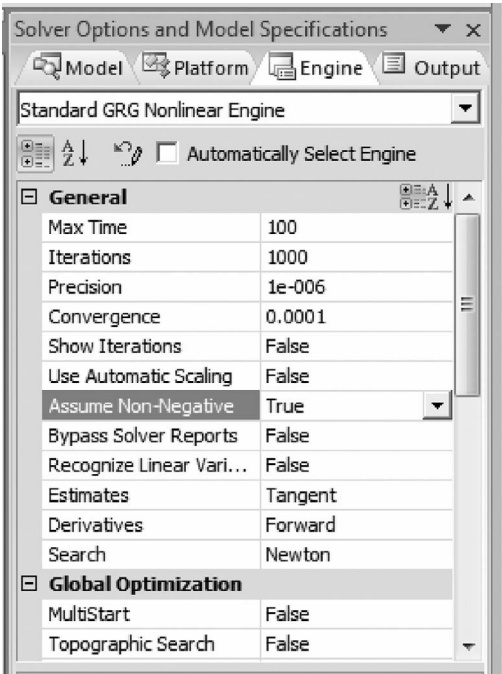 Solver Options and Model Specifications
Model Platform Engine Output
Standard GRG Nonlinear Engine
Automatically Select Engine
General
Max Time 100
Iterations 1000
Precision 1e-006
Convergence 0.0001
Show Iterations False
Use Automatic Scaling False
Assume Non-Negative True
Bypass Solver Reports False
Recognize Linear Vari... False
Estimates Tangent
Derivatives Forward
Search Newton
Global Optimization
MultiStart False
Topographic Search False